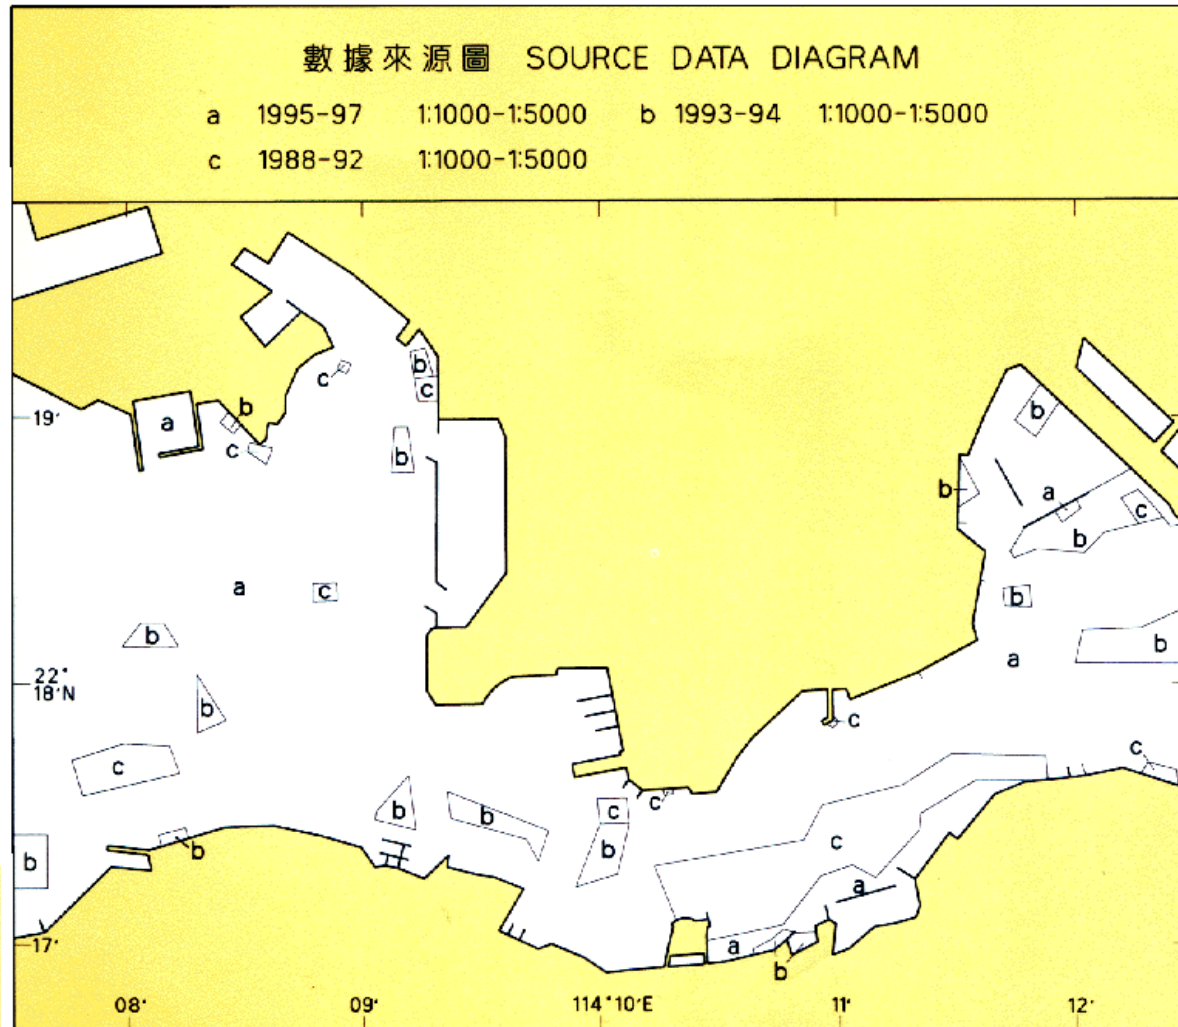 數據來源圖 SOURCE DATA DIAGRAM
a 1995-97 1:1000-1:5000 b 1993-94 1:1000-1:5000
c 1988-92 1:1000-1:5000
b
c
c
b
b
a
19'
c
b
b
b
a
c
b
a
c
b
b
a
b
22°
18'N
b
c
c
c
b
b
c
c
b
c
b
b
a
a
17'
b
08'
09'
114°10'E
11'
12'